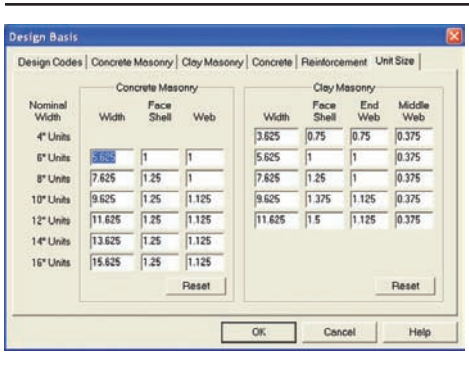 Design Basis
Design Codes Concrete Masonry Clay Masonry Concrete Reinforcement Unit Size
Concrete Masonry Clay Masonry
Nominal Width Width Face Shell Web Width Face Shell End Web Middle Web
4" Units 3.625 0.75 0.75 0.375
6" Units 5.625 1 1 5.625 1 1 0.375
8" Units 7.625 1.25 1 7.625 1.25 1 0.375
10" Units 9.625 1.25 1.125 9.625 1.375 1.125 0.375
12" Units 11.625 1.25 1.125 11.625 1.5 1.125 0.375
14" Units 13.625 1.25 1.125
16" Units 15.625 1.25 1.125
Reset Reset
OK Cancel Help